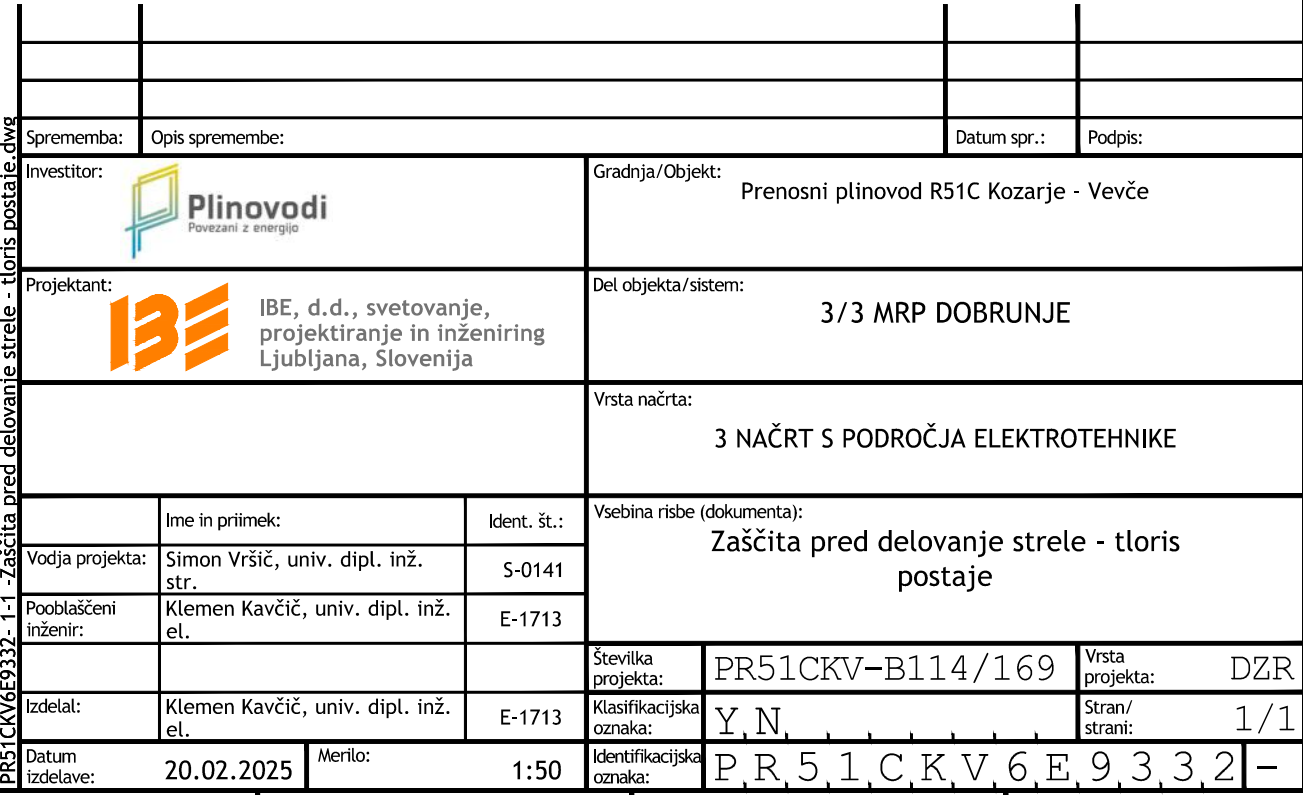 Sprememba: Opis spremembe: Datum spr.: Podpis:
Investitor:
Plinovodi
Povezani z energijo
Gradnja/Objekt:
Prenosni plinovod R51C Kozarje - Vevče
Projektant:
IBE
IBE, d.d., svetovanje,
projektiranje in inženiring
Ljubljana, Slovenija
Del objekta/sistem:
3/3 MRP DOBRUNJE
Vrsta načrta:
3 NAČRT S PODROČJA ELEKTROTEHNIKE
Ime in priimek: Ident. št.:
Vodja projekta: Simon Vršič, univ. dipl. inž.
str.
S-0141
Pooblaščeni
inženir:
Klemen Kavčič, univ. dipl. inž.
el.
E-1713
Izdelal: Klemen Kavčič, univ. dipl. inž.
el.
E-1713
Datum
izdelave:
20.02.2025
Merilo:
1:50
Vsebina risbe (dokumenta):
Zaščita pred delovanje strele - tloris
postaje
Številka
projekta:
PR51CKV-B114/169
Vrsta
projekta:
DZR
Klasifikacijska
oznaka:
Y N
Stran/
strani:
1/1
Identifikacijska
oznaka:
P R 5 1 C K V 6 E 9 3 3 2 -
PR51CKV6E9332- 1-1 -Zaščita pred delovanje strele - tloris postaje.dwg